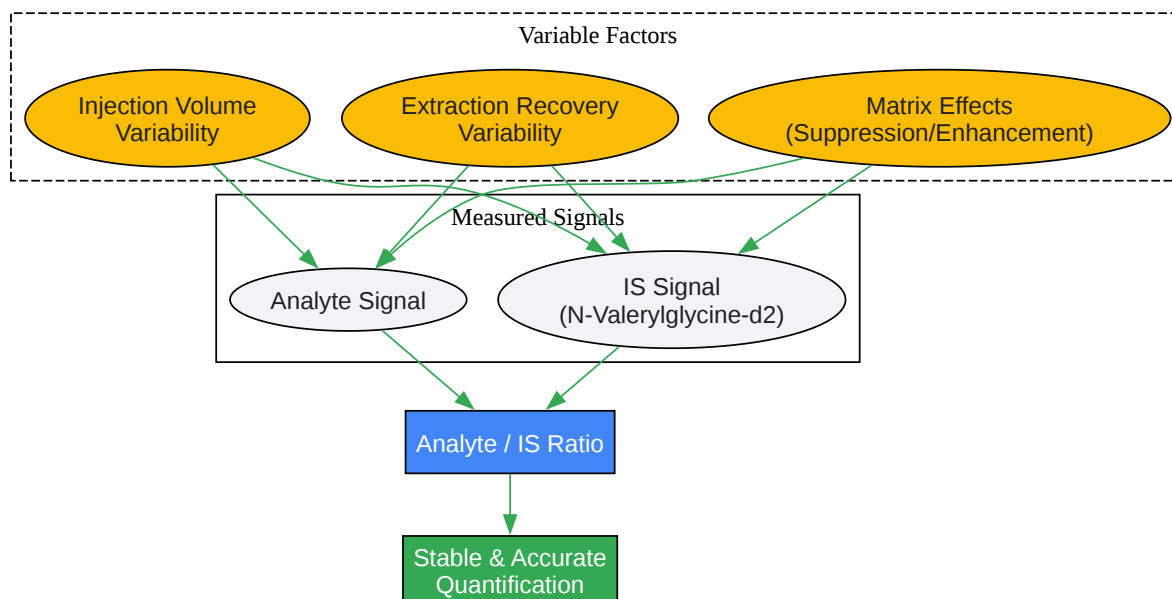 Variable Factors
Injection Volume
Variability
Extraction Recovery
Variability
Matrix Effects
(Suppression/Enhancement)
Measured Signals
Analyte Signal
IS Signal
(N-Valerylglycine-d2)
Analyte / IS Ratio
Stable & Accurate
Quantification